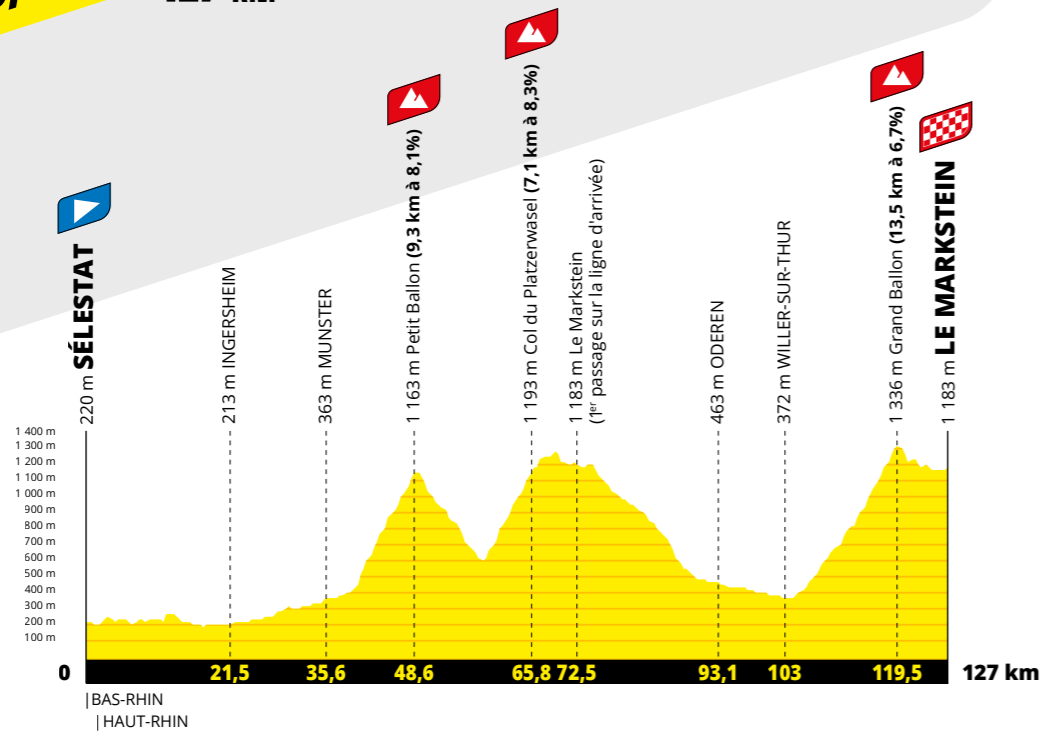 SÉLESTAT
220 m
213 m INGERSHEIM
363 m MUNSTER
1 163 m Petit Ballon (9,3 km à 8,1%)
1 193 m Col du Platzerwasel (7,1 km à 8,3%)
1 183 m Le Markstein
(1er passage sur la ligne d'arrivée)
463 m ODEREN
372 m WILLER-SUR-THUR
1 336 m Grand Ballon (13,5 km à 6,7%)
LE MARKSTEIN
1 183 m
1 400 m
1 300 m
1 200 m
1 100 m
1 000 m
900 m
800 m
700 m
600 m
500 m
400 m
300 m
200 m
100 m
0 21,5 35,6 48,6 65,8 72,5 93,1 103 119,5 127 km
|BAS-RHIN
|HAUT-RHIN